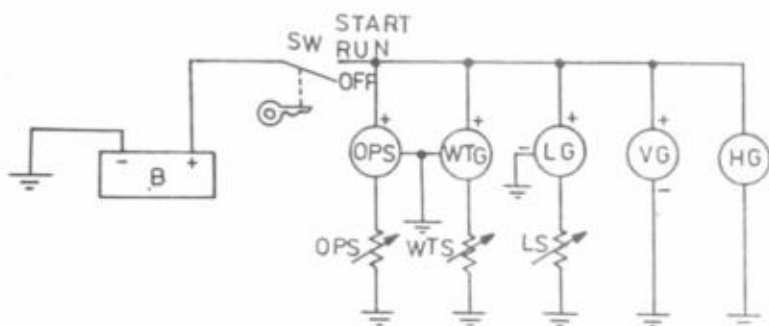 START
SW RUN
OFF
+ + + +
OPS WTG - LG VG HG
- + -
B
OPS WTS LS